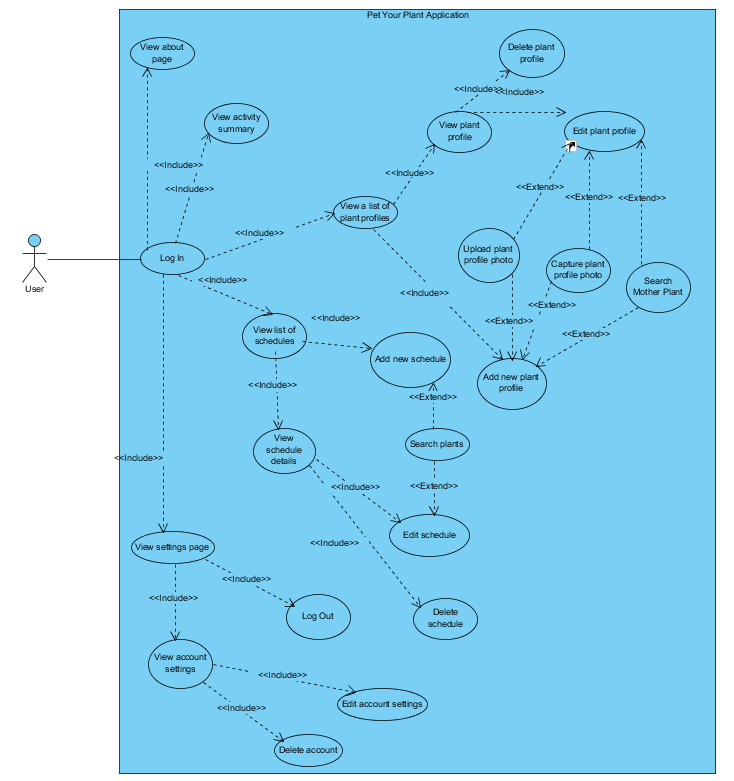 Pet Your Plant Application
View about
page
Delete plant
profile
<<Include>>
<<Include>>
View activity
summary
View plant
profile
Edit plant profile
<<Include>>
<<Include>>
<<Include>>
<<Extend>>
<<Extend>>
<<Extend>>
View a list of
plant profiles
<<Include>>
User
Log In
Upload plant
profile photo
Capture plant
profile photo
Search
Mother Plant
<<Include>>
<<Include>>
<<Extend>>
<<Include>>
<<Extend>>
<<Extend>>
View list of
schedules
Add new schedule
Add new plant
profile
<<Include>>
<<Extend>>
View
schedule
details
Search plants
<<Include>>
<<Include>>
<<Extend>>
<<Include>>
Edit schedule
View settings page
<<Include>>
<<Include>>
Log Out
Delete
schedule
View account
settings
<<Include>>
Edit account settings
<<Include>>
Delete account